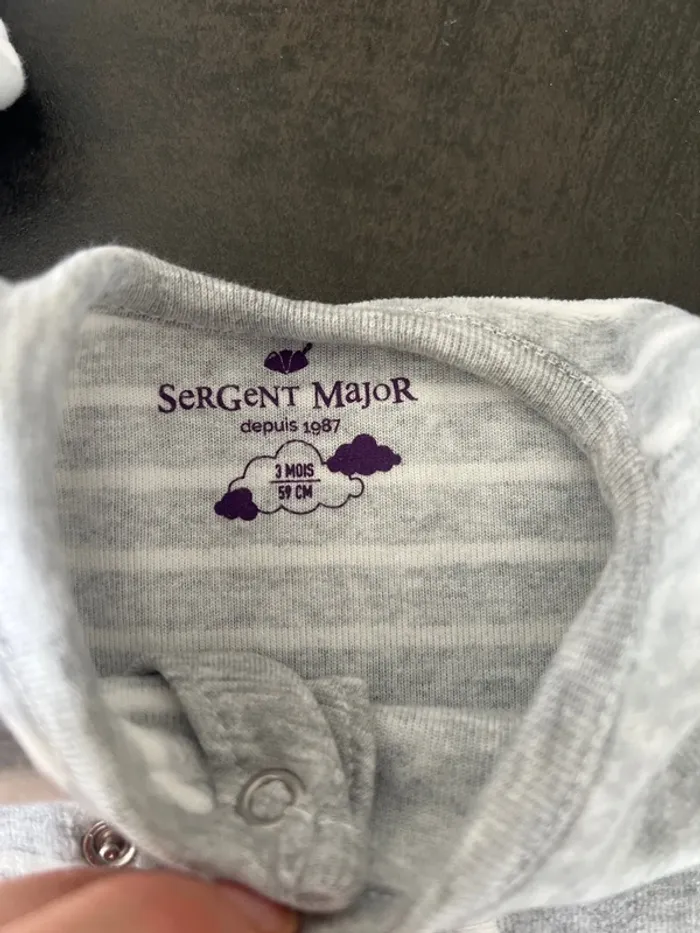 SeRGeNT MaJoR
depuis 1987
3 MOIS
59 CM